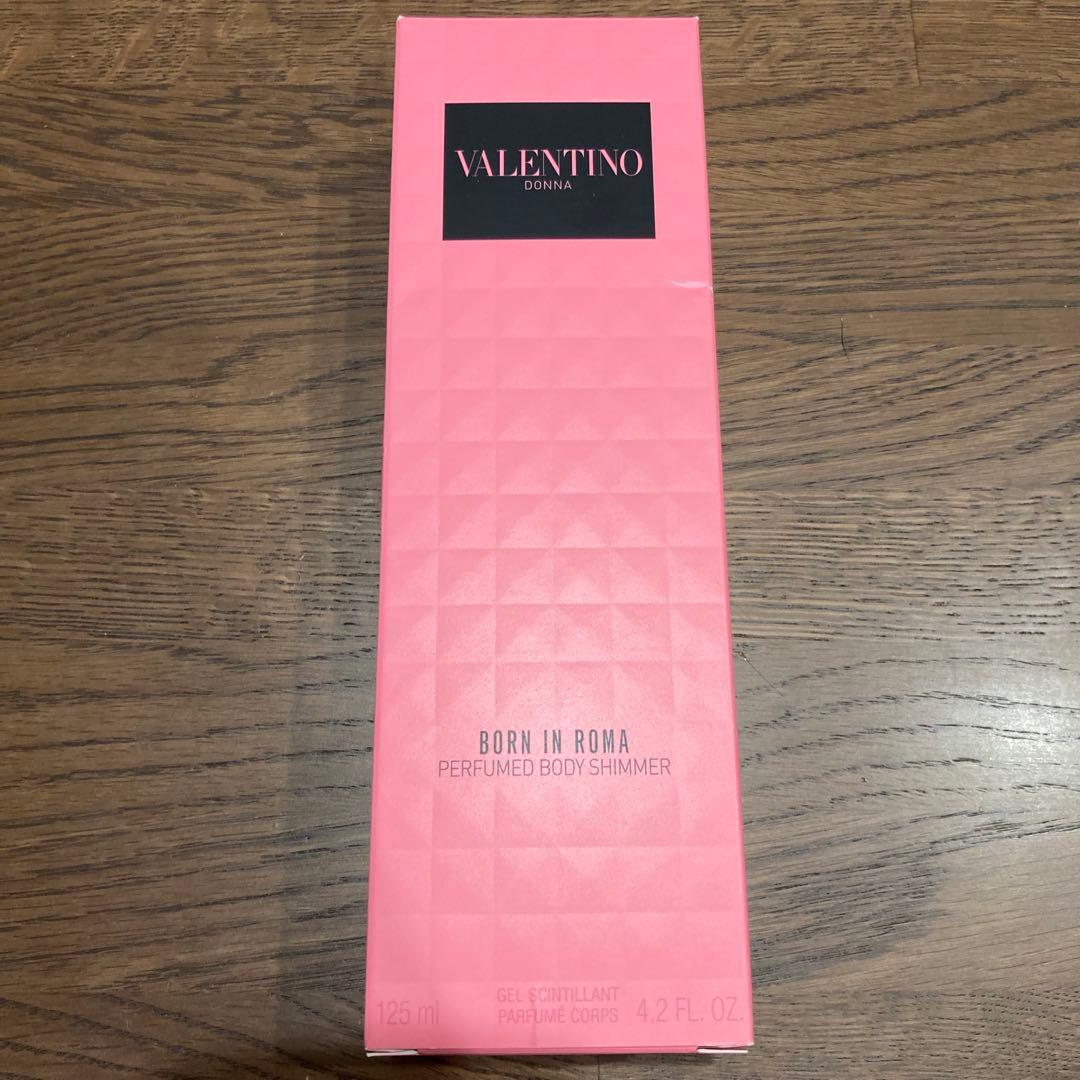 VALENTINO
DONNA
BORN IN ROMA
PERFUMED BODY SHIMMER
GEL SCINTILLANT
125 ml PARFUMÉ CORPS 4.2 FL. OZ.